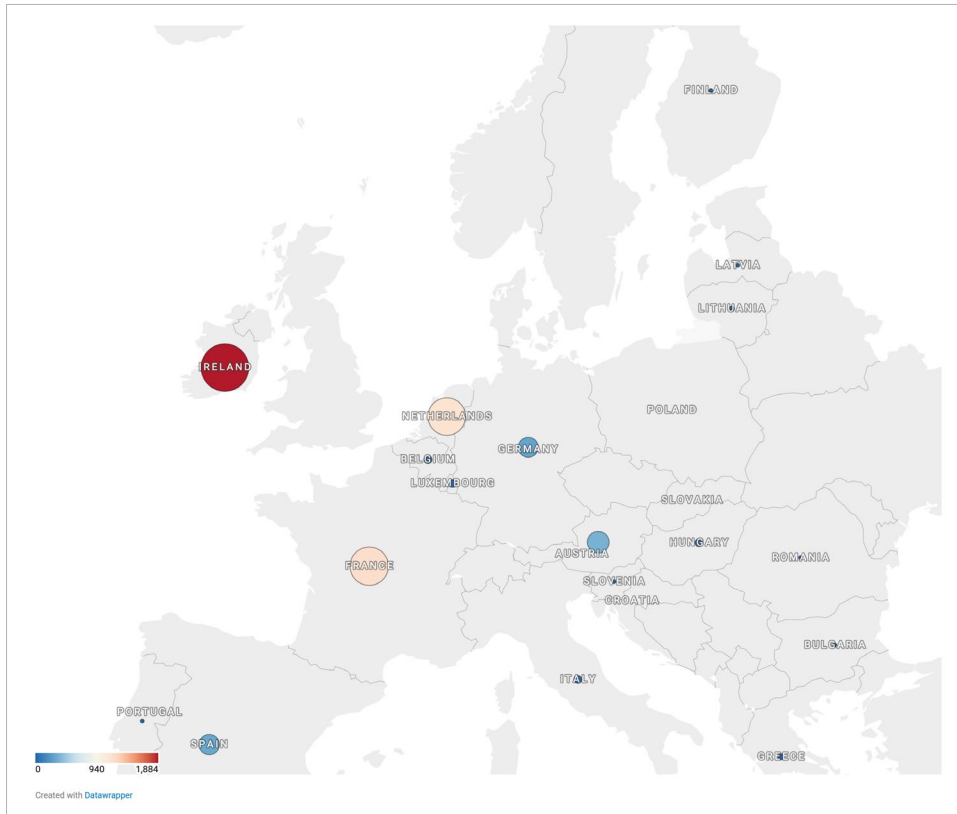 FINLAND
LATVIA
LITHUANIA
IRELAND
NETHERLANDS
POLAND
GERMANY
BELGIUM
LUXEMBOURG
SLOVAKIA
HUNGARY
AUSTRIA
ROMANIA
FRANCE
SLOVENIA
CROATIA
BULGARIA
ITALY
PORTUGAL
SPAIN
GREECE
0 940 1,884
Created with Datawrapper